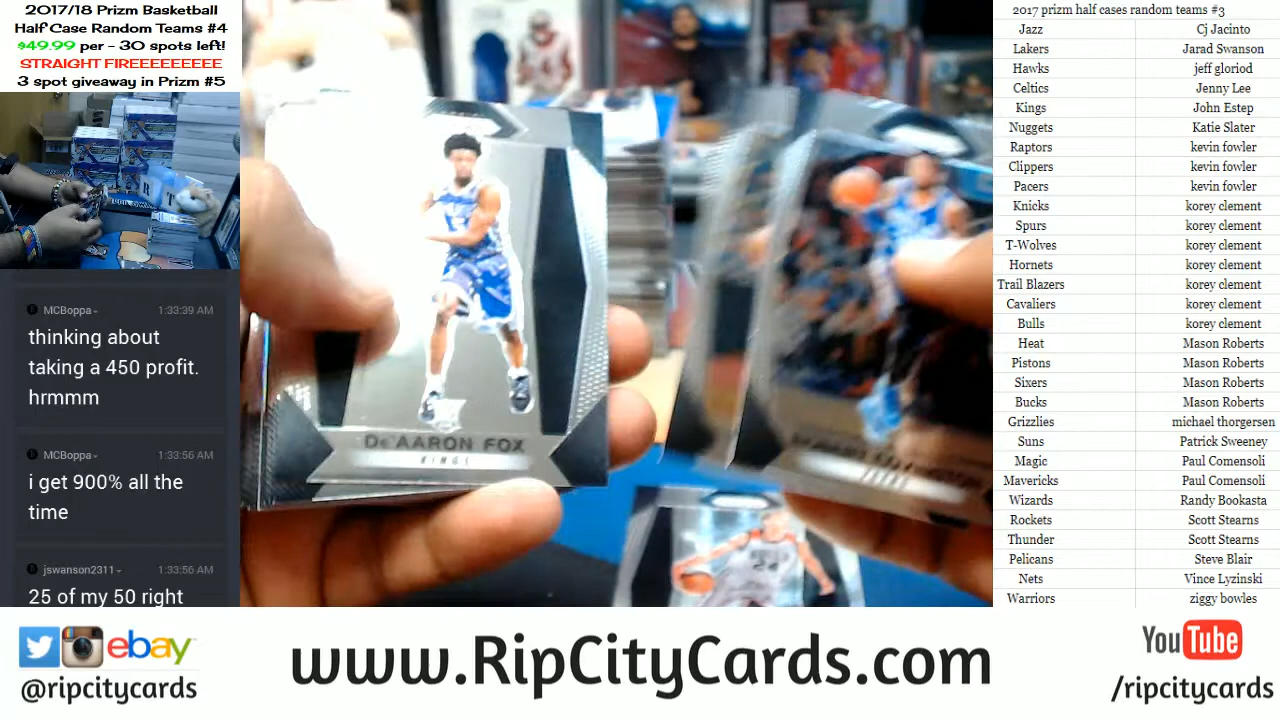 2017/18 Prizm Basketball
Half Case Random Teams #4
$49.99 per - 30 spots left!
STRAIGHT FIREEEEEEEEE
3 spot giveaway in Prizm #5
MCBoppa 1:33:39 AM
thinking about
taking a 450 profit.
hrmmm
MCBoppa 1:33:56 AM
i get 900% all the
time
jswanson2311 1:33:56 AM
25 of my 50 right
De'AARON FOX
KINGS
24
2017 prizm half cases random teams #3
Jazz Cj Jacinto
Lakers Jarad Swanson
Hawks jeff gloriod
Celtics Jenny Lee
Kings John Estep
Nuggets Katie Slater
Raptors kevin fowler
Clippers kevin fowler
Pacers kevin fowler
Knicks korey clement
Spurs korey clement
T-Wolves korey clement
Hornets korey clement
Trail Blazers korey clement
Cavaliers korey clement
Bulls korey clement
Heat Mason Roberts
Pistons Mason Roberts
Sixers Mason Roberts
Bucks Mason Roberts
Grizzlies michael thorgersen
Suns Patrick Sweeney
Magic Paul Comensoli
Mavericks Paul Comensoli
Wizards Randy Bookasta
Rockets Scott Stearns
Thunder Scott Stearns
Pelicans Steve Blair
Nets Vince Lyzinski
Warriors ziggy bowles
ebay
@ripcitycards
www.RipCityCards.com
YouTube
/ripcitycards